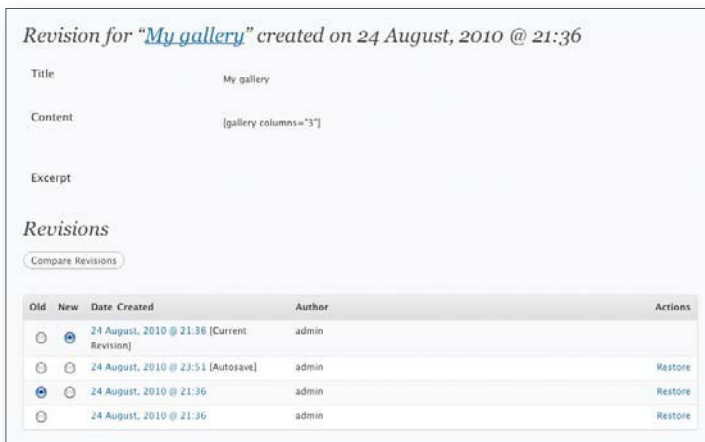 Revision for “My gallery” created on 24 August, 2010 @ 21:36
Title
My gallery
Content
[gallery columns="3"]
Excerpt
Revisions
Compare Revisions
Old New Date Created Author Actions
24 August, 2010 @ 21:36 [Current Revision] admin
24 August, 2010 @ 23:51 [Autosave] admin Restore
24 August, 2010 @ 21:36 admin Restore
24 August, 2010 @ 21:36 admin Restore